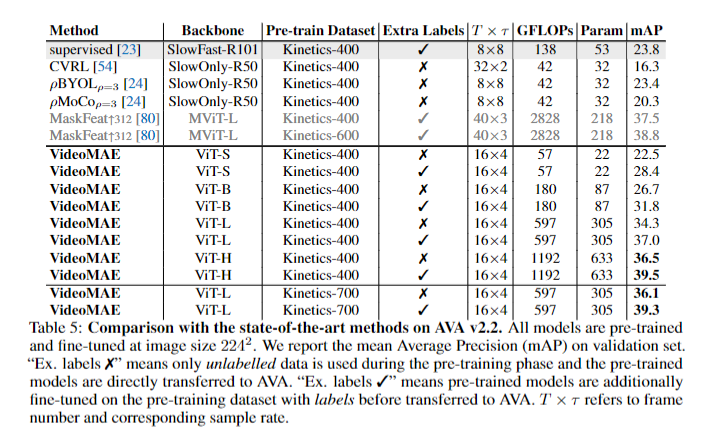 Method Backbone Pre-train Dataset Extra Labels T × τ GFLOPs Param mAP
supervised [23] SlowFast-R101 Kinetics-400 ✓ 8×8 138 53 23.8
CVRL [54] SlowOnly-R50 Kinetics-400 ✗ 32×2 42 32 16.3
ρBYOLρ=3 [24] SlowOnly-R50 Kinetics-400 ✗ 8×8 42 32 23.4
ρMoCoρ=3 [24] SlowOnly-R50 Kinetics-400 ✗ 8×8 42 32 20.3
MaskFeat↑312 [80] MViT-L Kinetics-400 ✓ 40×3 2828 218 37.5
MaskFeat↑312 [80] MViT-L Kinetics-600 ✓ 40×3 2828 218 38.8
VideoMAE ViT-S Kinetics-400 ✗ 16×4 57 22 22.5
VideoMAE ViT-S Kinetics-400 ✓ 16×4 57 22 28.4
VideoMAE ViT-B Kinetics-400 ✗ 16×4 180 87 26.7
VideoMAE ViT-B Kinetics-400 ✓ 16×4 180 87 31.8
VideoMAE ViT-L Kinetics-400 ✗ 16×4 597 305 34.3
VideoMAE ViT-L Kinetics-400 ✓ 16×4 597 305 37.0
VideoMAE ViT-H Kinetics-400 ✗ 16×4 1192 633 36.5
VideoMAE ViT-H Kinetics-400 ✓ 16×4 1192 633 39.5
VideoMAE ViT-L Kinetics-700 ✗ 16×4 597 305 36.1
VideoMAE ViT-L Kinetics-700 ✓ 16×4 597 305 39.3
Table 5: Comparison with the state-of-the-art methods on AVA v2.2. All models are pre-trained
and fine-tuned at image size 224². We report the mean Average Precision (mAP) on validation set.
“Ex. labels ✗” means only unlabelled data is used during the pre-training phase and the pre-trained
models are directly transferred to AVA. “Ex. labels ✓” means pre-trained models are additionally
fine-tuned on the pre-training dataset with labels before transferred to AVA. T × τ refers to frame
number and corresponding sample rate.